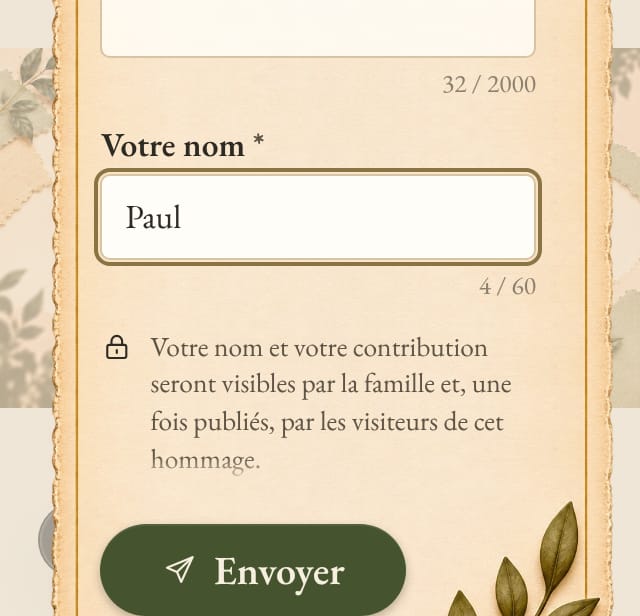 32 / 2000
Votre nom *
Paul
4 / 60
Votre nom et votre contribution
seront visibles par la famille et, une
fois publiés, par les visiteurs de cet
hommage.
Envoyer